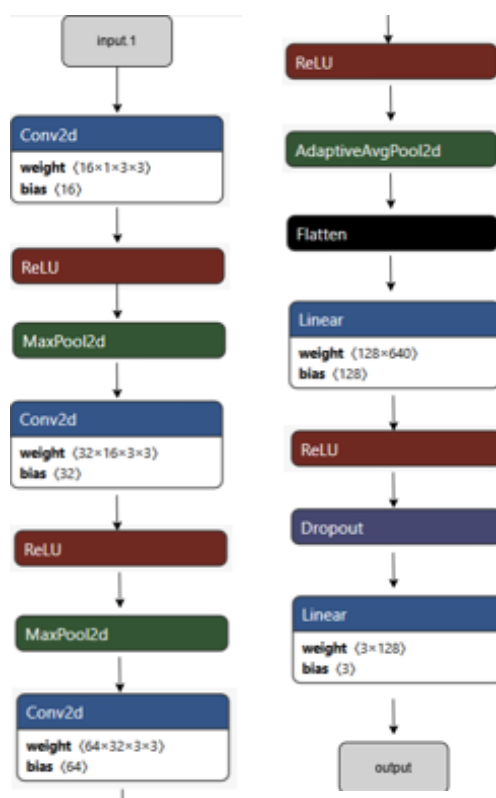 input.1
Conv2d
weight ⟨16×1×3×3⟩
bias ⟨16⟩
ReLU
MaxPool2d
Conv2d
weight ⟨32×16×3×3⟩
bias ⟨32⟩
ReLU
MaxPool2d
Conv2d
weight ⟨64×32×3×3⟩
bias ⟨64⟩
ReLU
AdaptiveAvgPool2d
Flatten
Linear
weight ⟨128×640⟩
bias ⟨128⟩
ReLU
Dropout
Linear
weight ⟨3×128⟩
bias ⟨3⟩
output